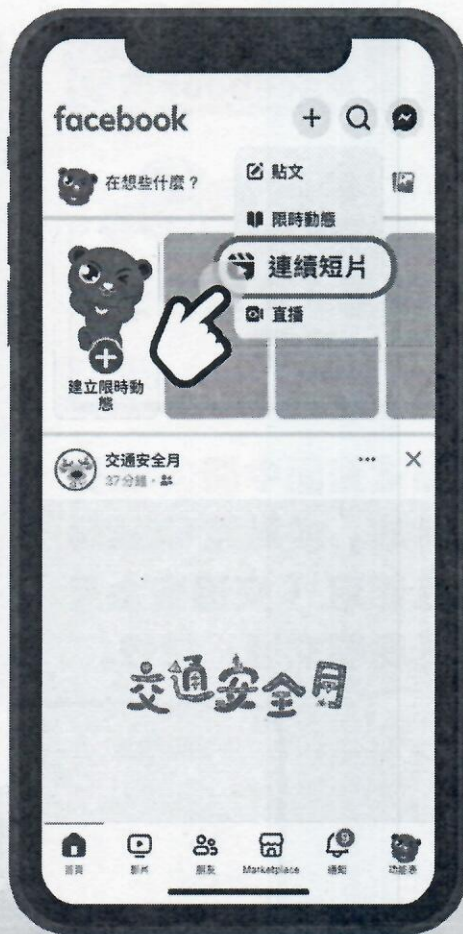 facebook
在想些什麼？
貼文
限時動態
連續短片
直播
建立限時動
態
交通安全月
37分鐘
交通安全月
首頁
影片
朋友
Marketplace
9
通知
功能表